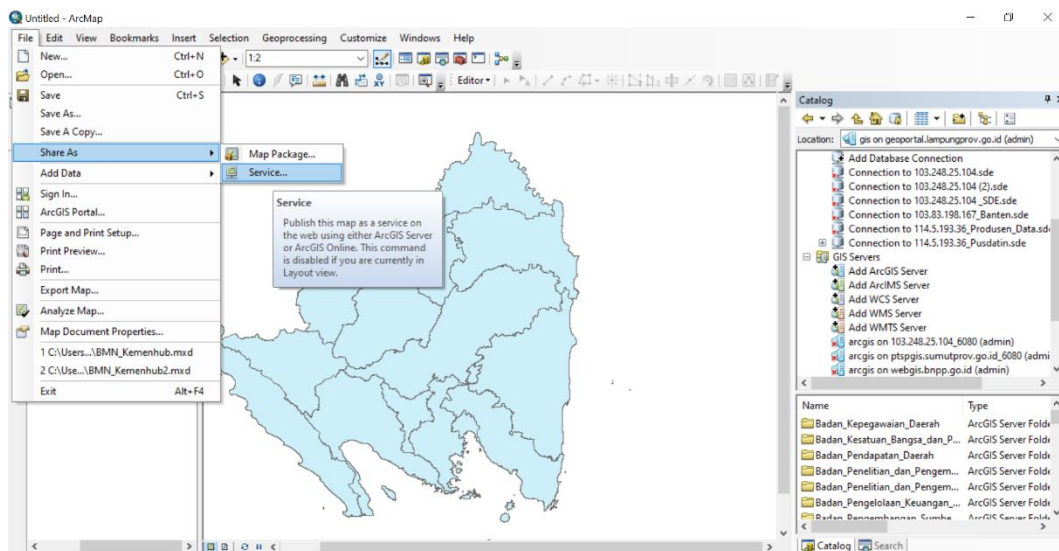 Untitled - ArcMap
File Edit View Bookmarks Insert Selection Geoprocessing Customize Windows Help
New... Ctrl+N
Open... Ctrl+O
Save Ctrl+S
Save As...
Save A Copy...
Share As
Add Data
Sign In...
ArcGIS Portal...
Page and Print Setup...
Print Preview...
Print...
Export Map...
Analyze Map...
Map Document Properties...
1 C:\Users...\BMN_Kemenhub.mxd
2 C:\Use...\BMN_Kemenhub2.mxd
Exit Alt+F4
1:2
Editor
Map Package...
Service...
Service
Publish this map as a service on
the web using either ArcGIS Server
or ArcGIS Online. This command
is disabled if you are currently in
Layout view.
Catalog
Location: gis on geoportal.lampungprov.go.id (admin)
Add Database Connection
Connection to 103.248.25.104.sde
Connection to 103.248.25.104 (2).sde
Connection to 103.248.25.104 _SDE.sde
Connection to 103.83.198.167_Banten.sde
Connection to 114.5.193.36_Produsen_Data.sd
Connection to 114.5.193.36_Pusdatin.sde
GIS Servers
Add ArcGIS Server
Add ArcIMS Server
Add WCS Server
Add WMS Server
Add WMTS Server
arcgis on 103.248.25.104_6080 (admin)
arcgis on ptspgis.sumutprov.go.id_6080 (admi
arcgis on webgis.bnpp.go.id (admin)
Name Type
Badan_Kepegawaian_Daerah ArcGIS Server Folde
Badan_Kesatuan_Bangsa_dan_P... ArcGIS Server Folde
Badan_Pendapatan_Daerah ArcGIS Server Folde
Badan_Penelitian_dan_Pengem... ArcGIS Server Folde
Badan_Penelitian_dan_Pengem... ArcGIS Server Folde
Badan_Pengelolaan_Keuangan_... ArcGIS Server Folde
Badan_Pengembangan_Sumbe... ArcGIS Server Folde
Catalog Search